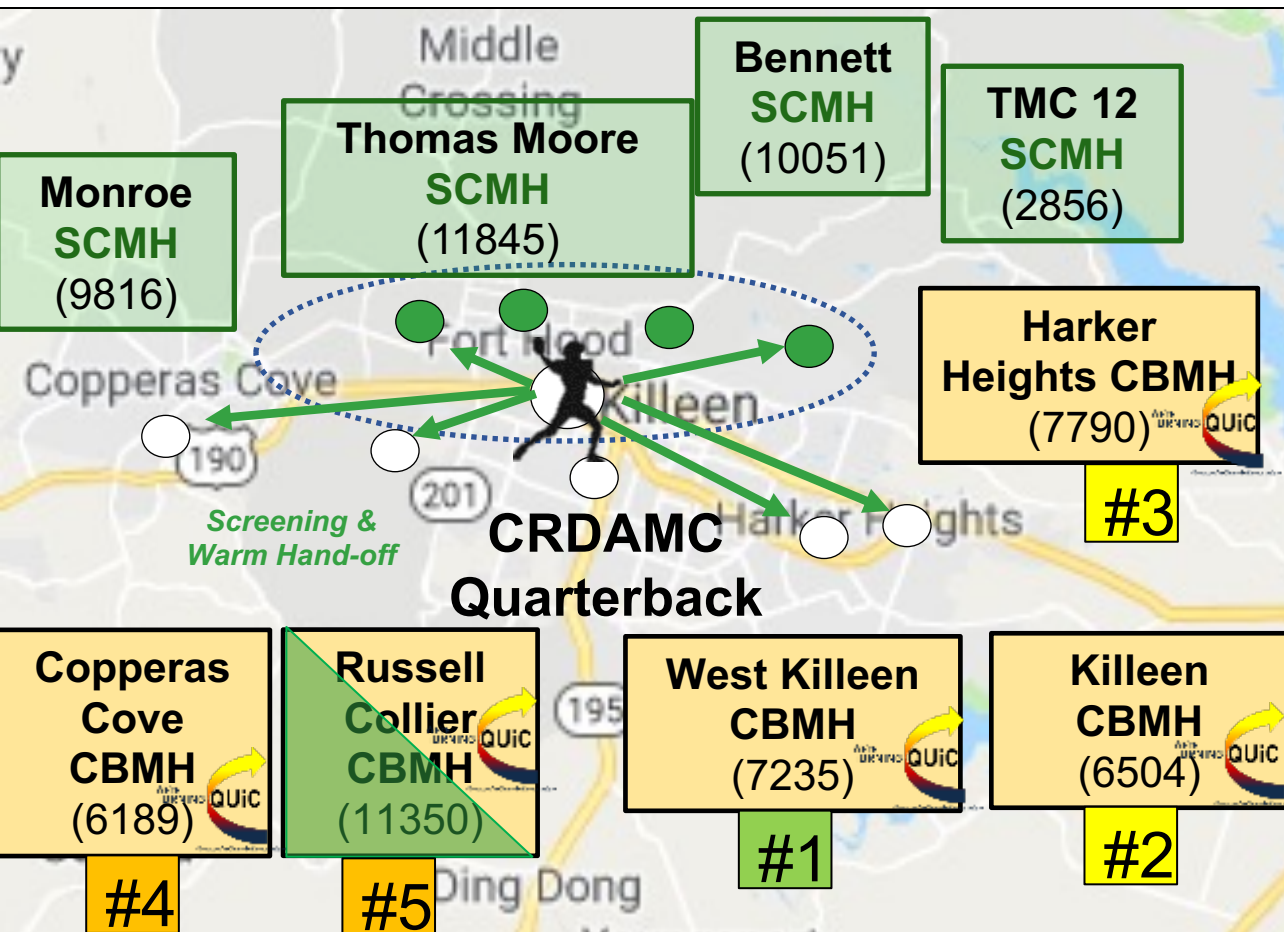 y
Middle
Crossing
Bennett
SCMH
(10051)
TMC 12
SCMH
(2856)
Thomas Moore
SCMH
(11845)
Monroe
SCMH
(9816)
Harker
Heights CBMH
(7790)
QUiC
#3
Fort Hood
Copperas Cove
Killeen
190
201
Screening &
Warm Hand-off
Harker Heights
CRDAMC
Quarterback
Copperas
Cove
CBMH
(6189)
QUiC
#4
Russell
Collier
CBMH
(11350)
QUiC
#5
195
West Killeen
CBMH
(7235)
QUiC
#1
Killeen
CBMH
(6504)
QUiC
#2
Ding Dong